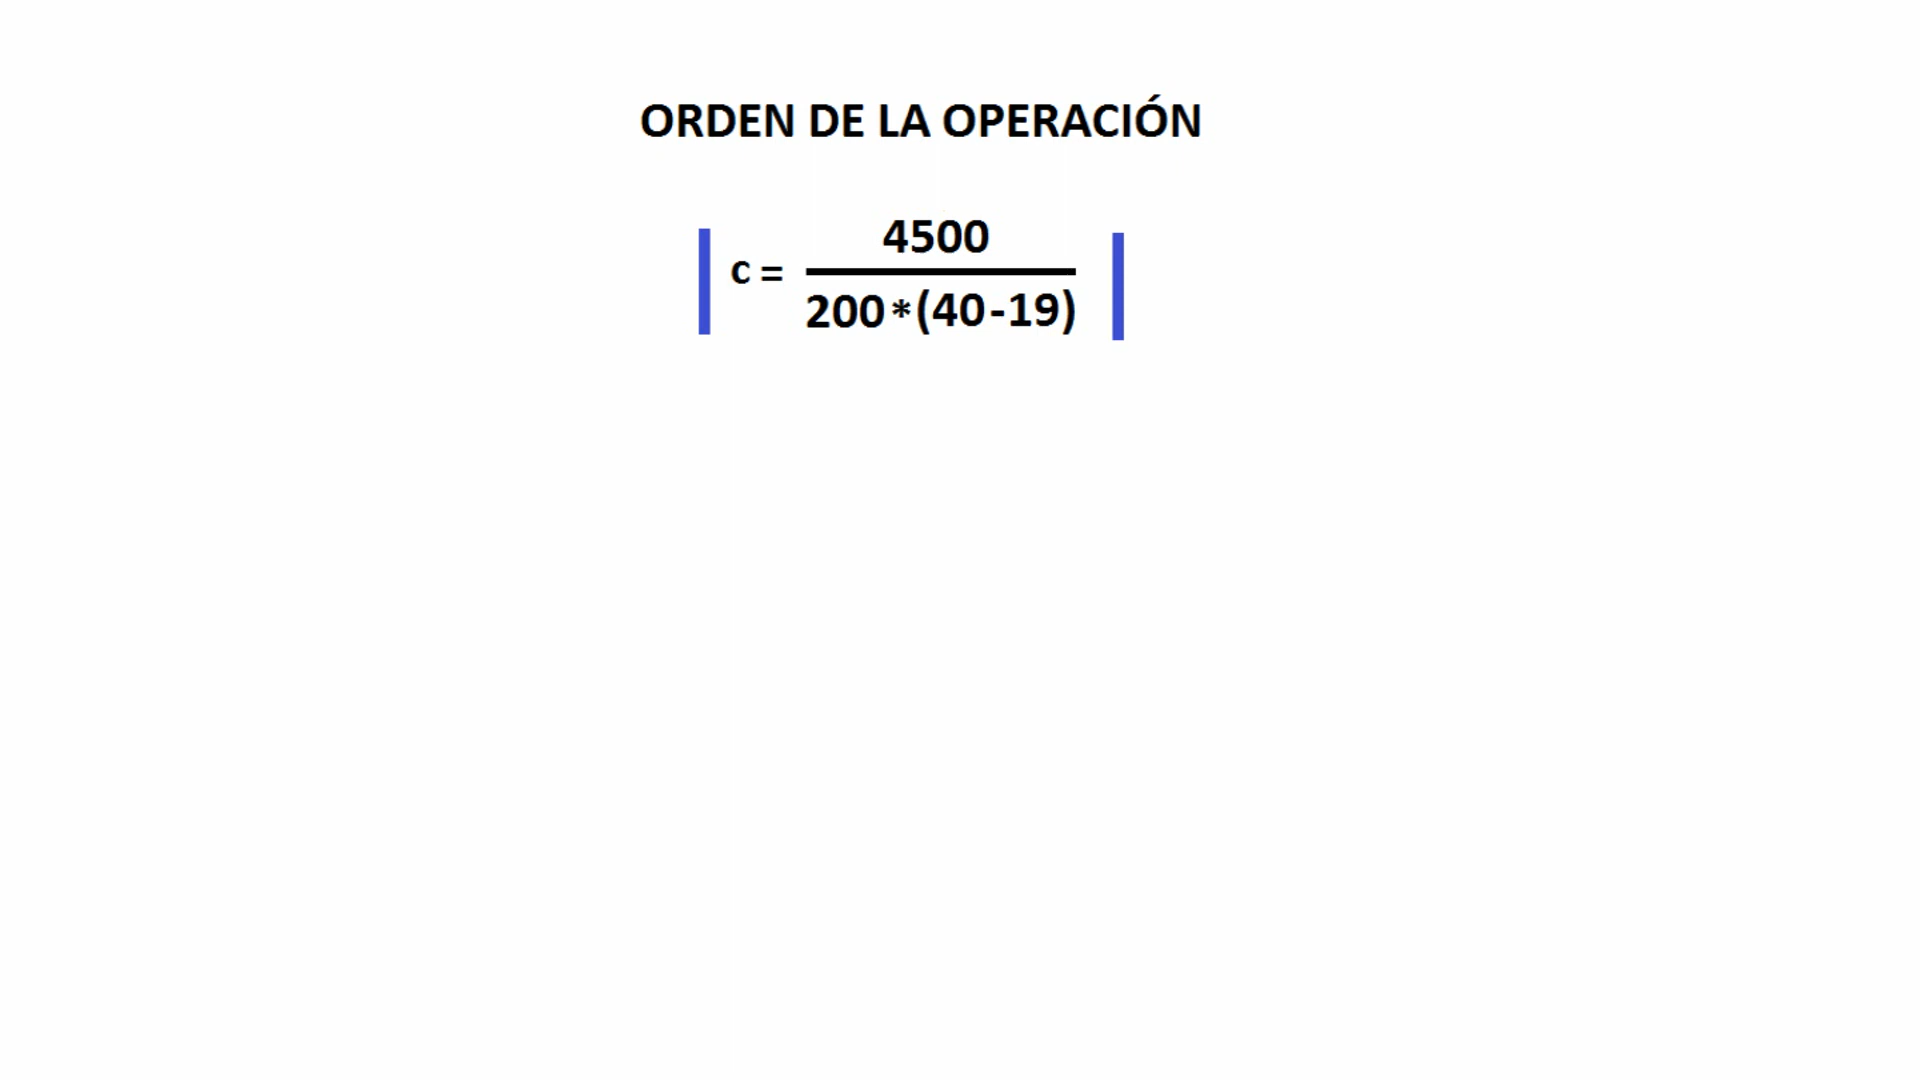 ORDEN DE LA OPERACIÓN
4500
c =
200*(40-19)